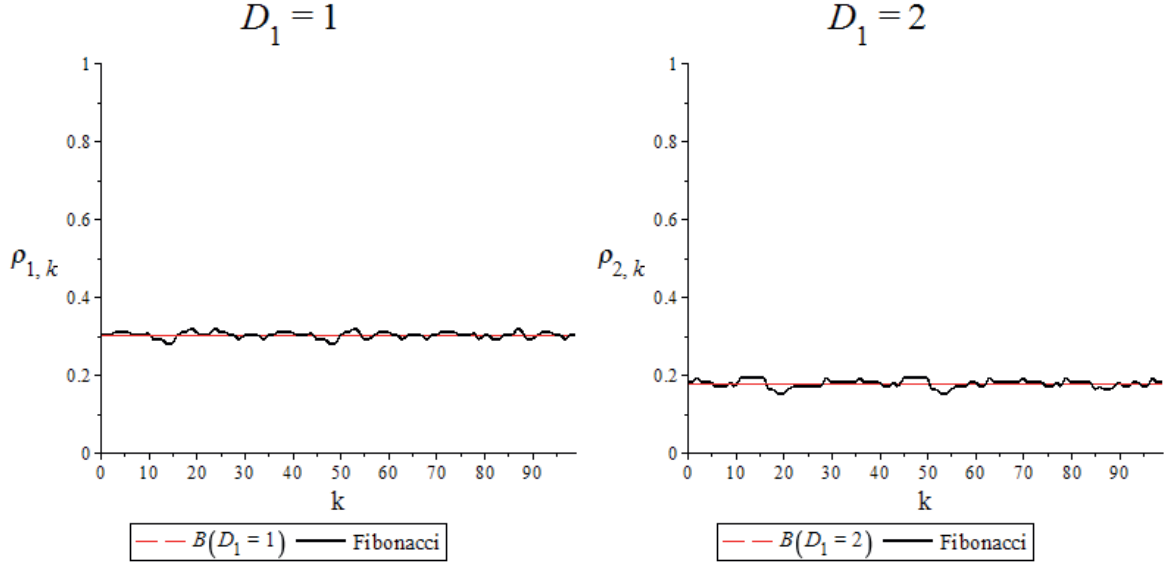 D₁ = 1
1
0.8
0.6
ρ₁, ₖ
0.4
0.2
0
0 10 20 30 40 50 60 70 80 90
k
B(D₁ = 1) Fibonacci
D₁ = 2
1
0.8
0.6
ρ₂, ₖ
0.4
0.2
0
0 10 20 30 40 50 60 70 80 90
k
B(D₁ = 2) Fibonacci